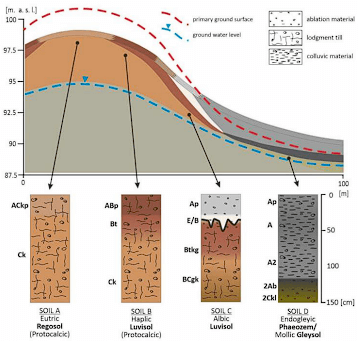 [m. a. s. l.]
100
97.5
95
92.5
90
87.5
primary ground surface
ground water level
ablation material
lodgment till
colluvic material
0
100
[m]
ACkp
Ck
ABp
Bt
Ck
Ap
E/B
Btkg
BCgk
Ap
A
A2
2Ab
2Ckl
0
50
100
150 [cm]
SOIL A
Eutric
Regosol
(Protocalcic)
SOIL B
Haplic
Luvisol
(Protocalcic)
SOIL C
Albic
Luvisol
SOIL D
Endogleyic
Phaeozem/
Mollic Gleysol